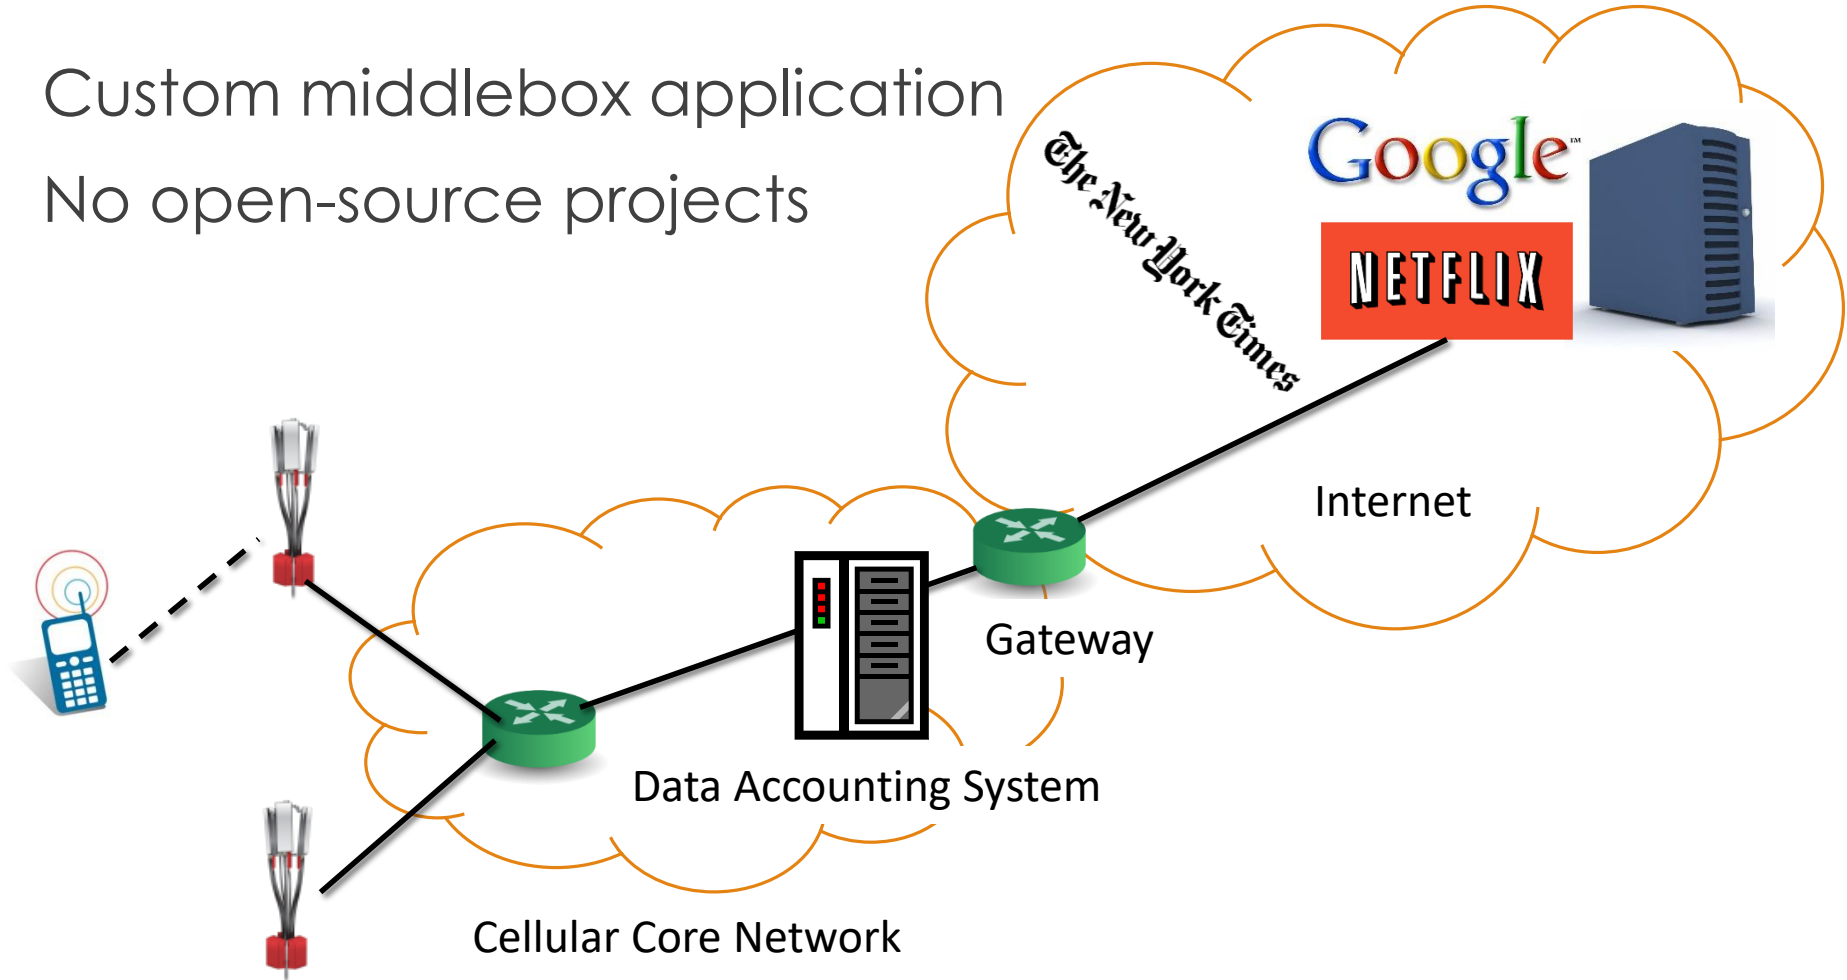 Custom middlebox application
No open-source projects
The New York Times
Google™
NETFLIX
Internet
Gateway
Data Accounting System
Cellular Core Network